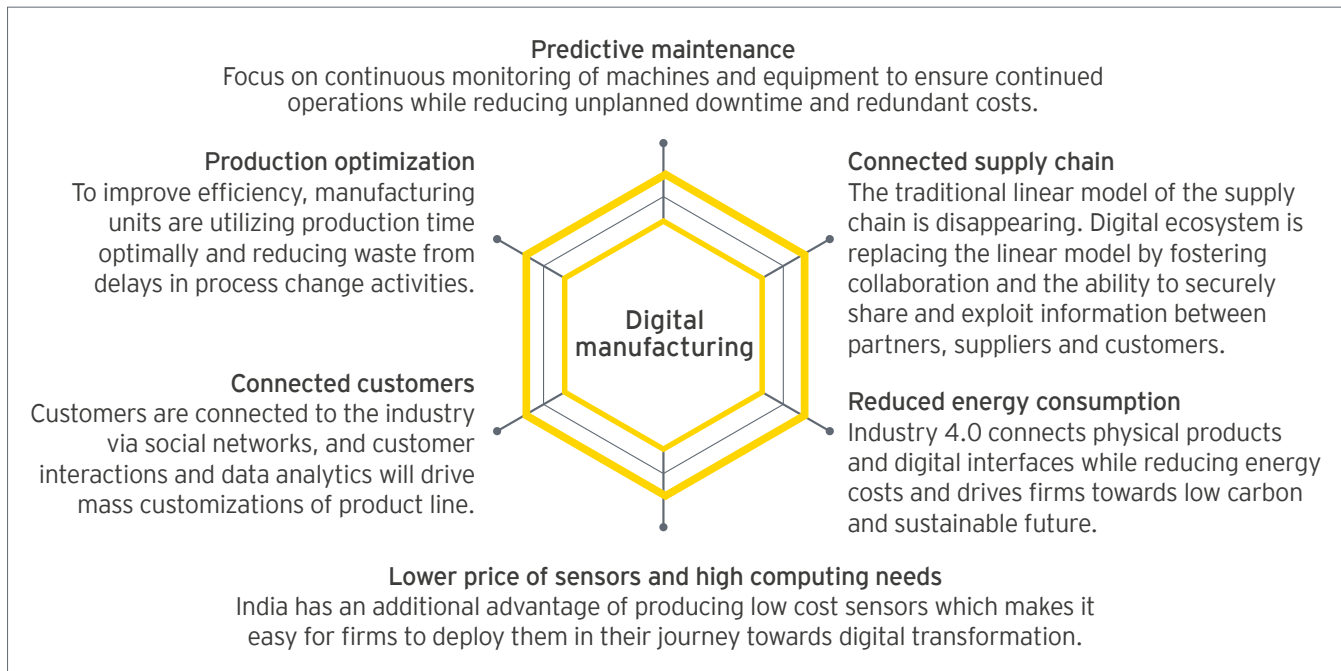 Predictive maintenance
Focus on continuous monitoring of machines and equipment to ensure continued
operations while reducing unplanned downtime and redundant costs.
Production optimization
To improve efficiency, manufacturing
units are utilizing production time
optimally and reducing waste from
delays in process change activities.
Connected supply chain
The traditional linear model of the supply
chain is disappearing. Digital ecosystem is
replacing the linear model by fostering
collaboration and the ability to securely
share and exploit information between
partners, suppliers and customers.
Digital
manufacturing
Connected customers
Customers are connected to the industry
via social networks, and customer
interactions and data analytics will drive
mass customizations of product line.
Reduced energy consumption
Industry 4.0 connects physical products
and digital interfaces while reducing energy
costs and drives firms towards low carbon
and sustainable future.
Lower price of sensors and high computing needs
India has an additional advantage of producing low cost sensors which makes it
easy for firms to deploy them in their journey towards digital transformation.